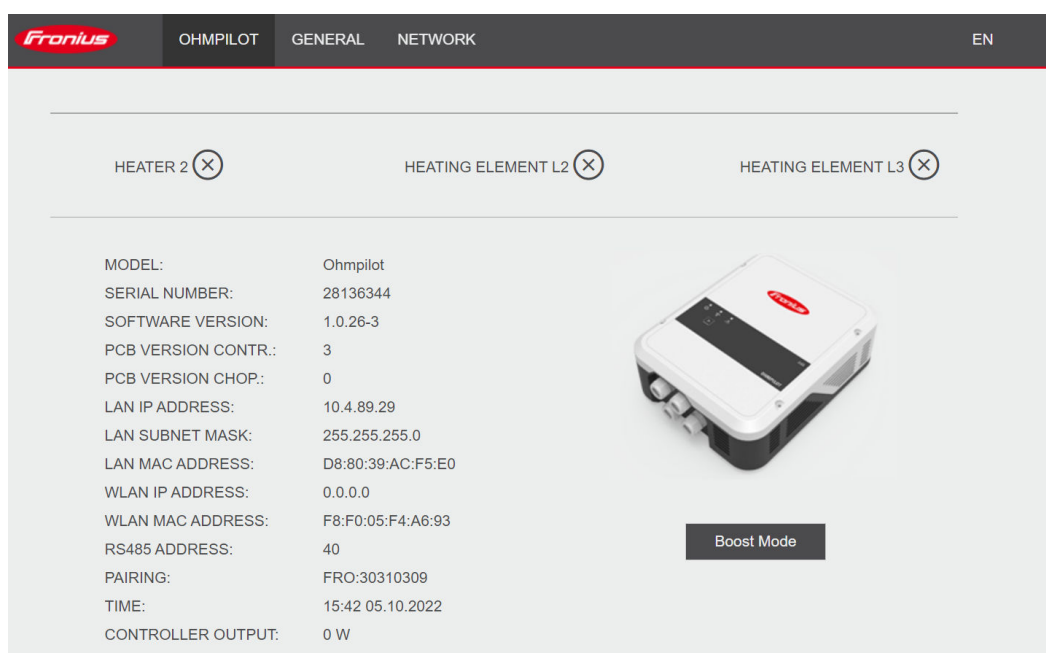 Fronius OHMPILOT GENERAL NETWORK EN
HEATER 2 HEATING ELEMENT L2 HEATING ELEMENT L3
MODEL: Ohmpilot
SERIAL NUMBER: 28136344
SOFTWARE VERSION: 1.0.26-3
PCB VERSION CONTR.: 3
PCB VERSION CHOP.: 0
LAN IP ADDRESS: 10.4.89.29
LAN SUBNET MASK: 255.255.255.0
LAN MAC ADDRESS: D8:80:39:AC:F5:E0
WLAN IP ADDRESS: 0.0.0.0
WLAN MAC ADDRESS: F8:F0:05:F4:A6:93
RS485 ADDRESS: 40
PAIRING: FRO:30310309
TIME: 15:42 05.10.2022
CONTROLLER OUTPUT: 0 W
Fronius
Boost Mode